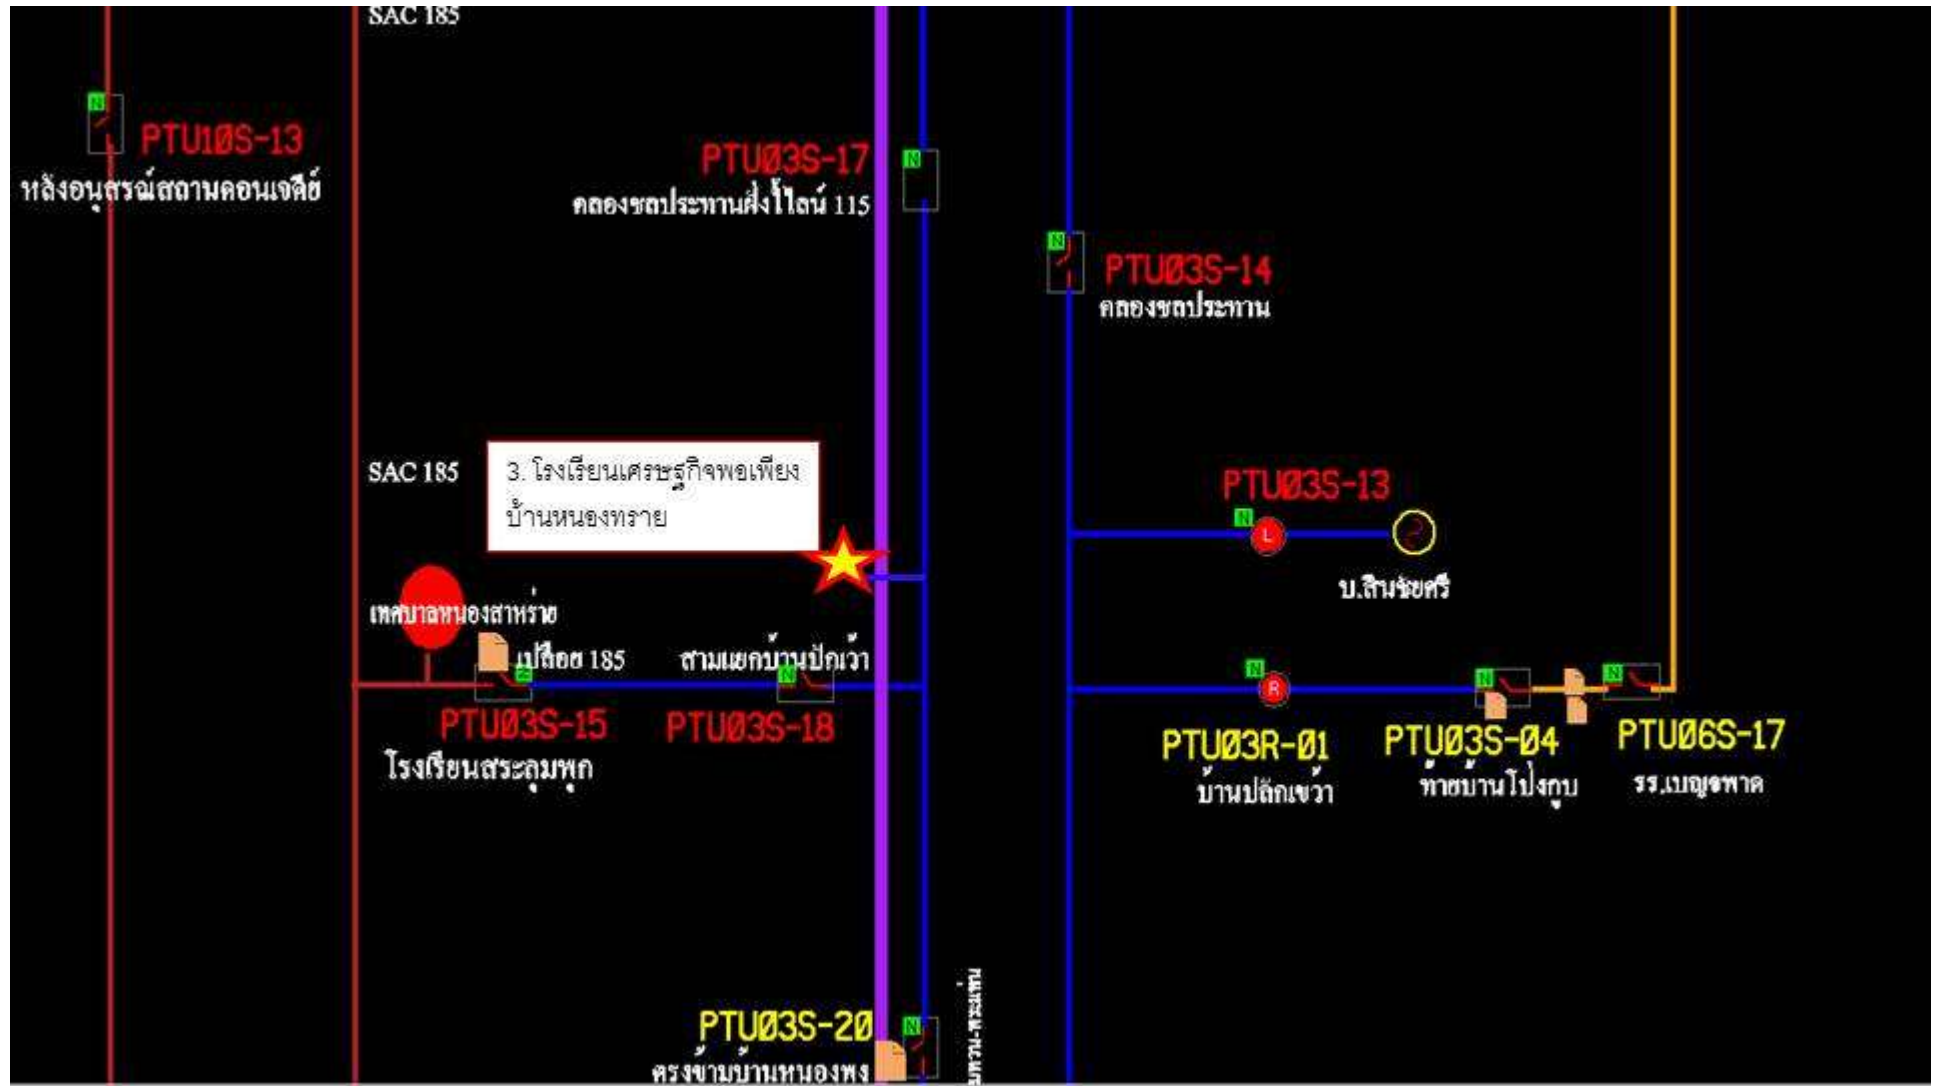 SAC 185
PTU10S-13
หลังอนุสรณ์สถานดอนเจดีย์
PTU03S-17
คลองชลประทานฝั่งไไลน์ 115
PTU03S-14
คลองชลประทาน
SAC 185
3. โรงเรียนเศรษฐกิจพอเพียง
บ้านหนองทราย
PTU03S-13
L
บ.สินชัยศรี
เทศบาลหนองสาหร่าย
เปลือย 185
สามแยกบ้านปักเว้า
R
PTU03S-15
PTU03S-18
โรงเรียนสระลุมพุก
PTU03R-01
บ้านปลักเขว้า
PTU03S-04
ท้ายบ้านโป่งกูบ
PTU06S-17
รร.เบญจพาด
PTU03S-20
ตรงข้ามบ้านหนองพง